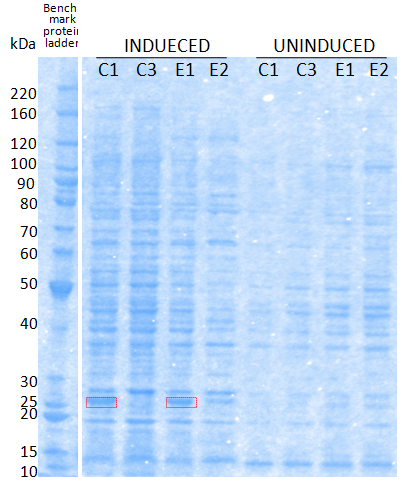 Bench
mark
protein
ladder
kDa
INDUECED
UNINDUCED
C1 C3 E1 E2 C1 C3 E1 E2
220
160
120
100
90
80
70
60
50
40
30
25
20
15
10